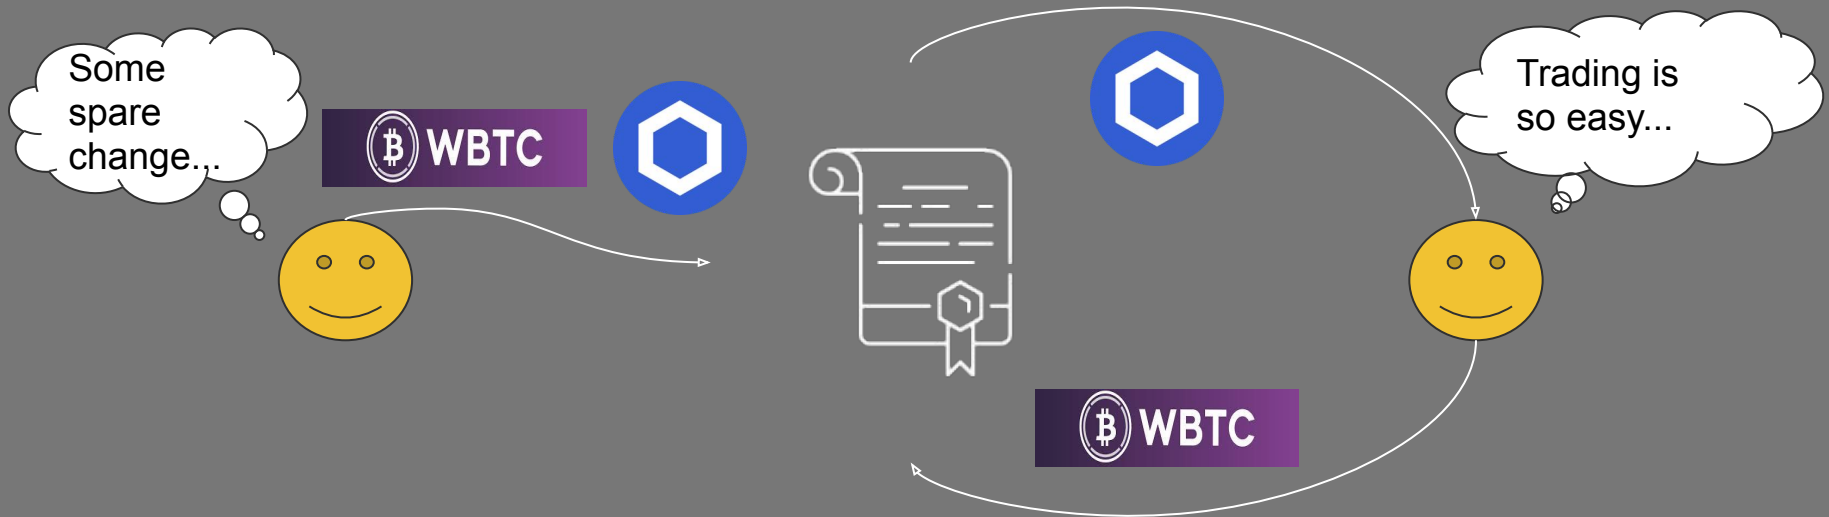 Some
spare
change...
WBTC
Trading is
so easy...
WBTC